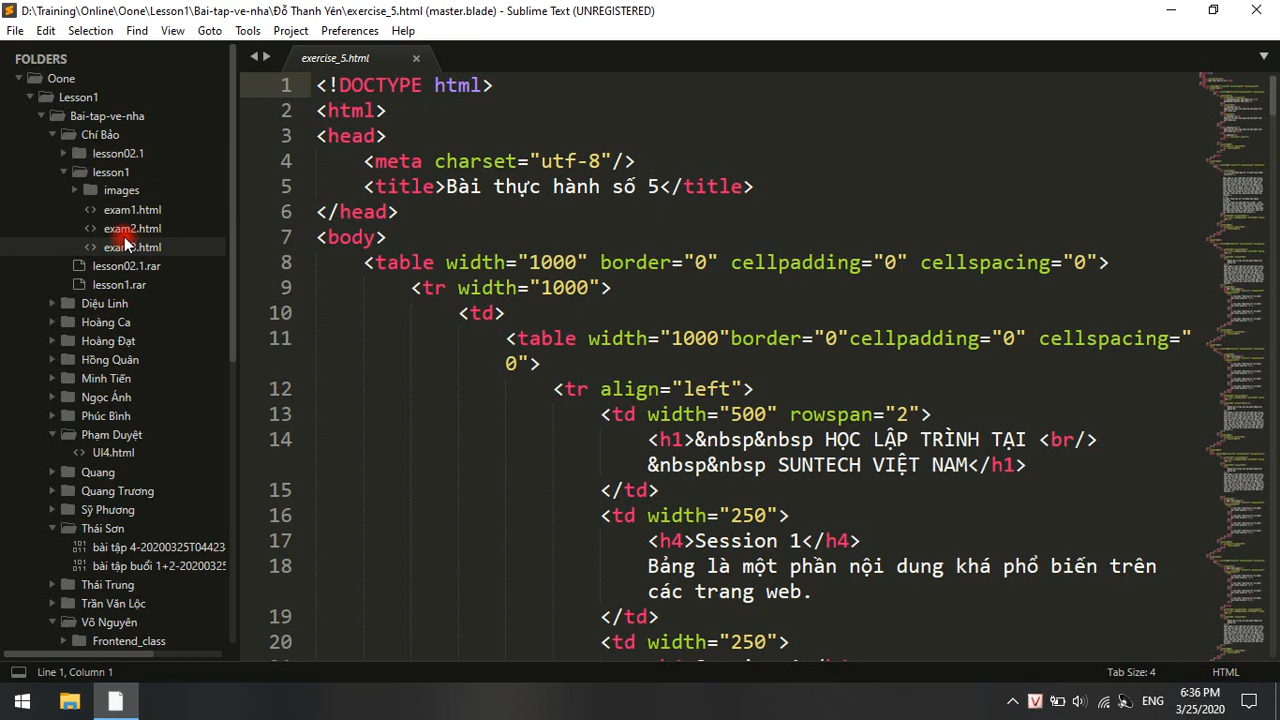 D:\Training\Online\Oone\Lesson1\Bai-tap-ve-nha\Đỗ Thanh Yên\exercise_5.html (master.blade) - Sublime Text (UNREGISTERED)
File Edit Selection Find View Goto Tools Project Preferences Help
FOLDERS
Oone
Lesson1
Bai-tap-ve-nha
Chí Bảo
lesson02.1
lesson1
images
exam1.html
exam2.html
lesson02.1.rar
lesson1.rar
Diệu Linh
Hoàng Ca
Hoàng Đạt
Hồng Quân
Minh Tiến
Ngọc Ánh
Phúc Bình
Phạm Duyệt
UI4.html
Quang
Quang Trương
Sỹ Phương
Thái Sơn
bài tập 4-20200325T04423
bài tập buổi 1+2-2020032
Thái Trung
Trần Văn Lộc
Võ Nguyên
Frontend_class
exercise_5.html
1 <!DOCTYPE html>
2 <html>
3 <head>
4 <meta charset="utf-8"/>
5 <title>Bài thực hành số 5</title>
6 </head>
7 <body>
8 <table width="1000" border="0" cellpadding="0" cellspacing="0">
9 <tr width="1000">
10 <td>
11 <table width="1000"border="0"cellpadding="0" cellspacing="
0">
12 <tr align="left">
13 <td width="500" rowspan="2">
14 <h1>&nbsp&nbsp HỌC LẬP TRÌNH TẠI <br/>
&nbsp&nbsp SUNTECH VIỆT NAM</h1>
15 </td>
16 <td width="250">
17 <h4>Session 1</h4>
18 Bảng là một phần nội dung khá phổ biến trên
các trang web.
19 </td>
20 <td width="250">
Line 1, Column 1
Tab Size: 4
HTML
ENG
6:36 PM
3/25/2020